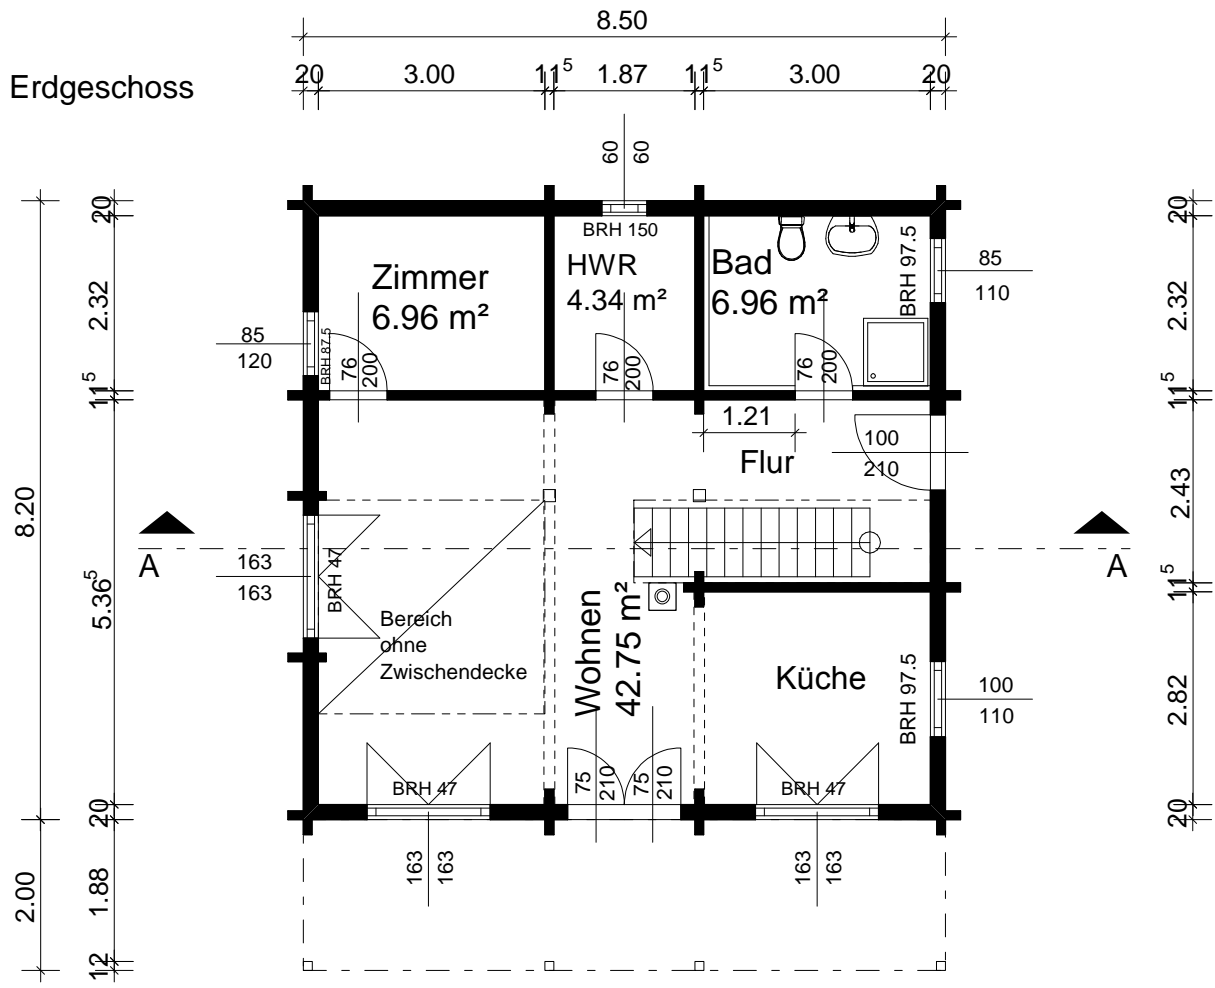 8.50
20 3.00 11⁵ 1.87 11⁵ 3.00 20
Erdgeschoss
60
60
20
20
BRH 150
BRH 97.5
Zimmer
6.96 m²
HWR
4.34 m²
Bad
6.96 m²
85
110
2.32
2.32
85
120
BRH 87.5
76
200
76
200
76
200
11⁵
11⁵
1.21
100
210
Flur
8.20
2.43
A
A
163
163
BRH 47
5.36⁵
11⁵
Bereich
ohne
Zwischendecke
Wohnen
42.75 m²
Küche
BRH 97.5
100
110
2.82
BRH 47
75
210
75
210
BRH 47
20
20
163
163
163
163
2.00
1.88
12